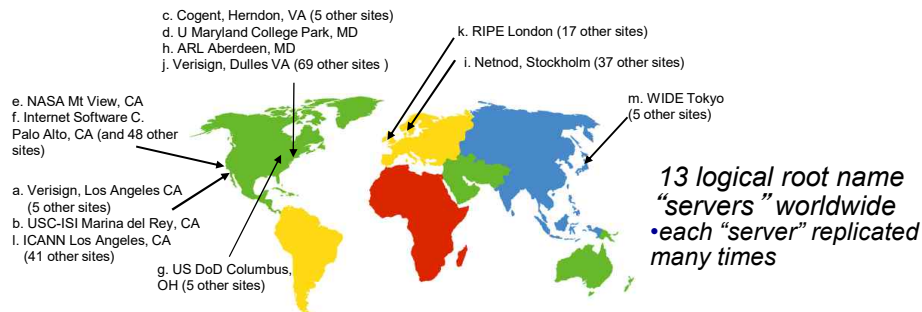 c. Cogent, Herndon, VA (5 other sites)
d. U Maryland College Park, MD
h. ARL Aberdeen, MD
j. Verisign, Dulles VA (69 other sites )
k. RIPE London (17 other sites)
i. Netnod, Stockholm (37 other sites)
m. WIDE Tokyo
(5 other sites)
e. NASA Mt View, CA
f. Internet Software C.
Palo Alto, CA (and 48 other
sites)
a. Verisign, Los Angeles CA
(5 other sites)
b. USC-ISI Marina del Rey, CA
l. ICANN Los Angeles, CA
(41 other sites)
g. US DoD Columbus,
OH (5 other sites)
13 logical root name
“servers” worldwide
•each “server” replicated
many times